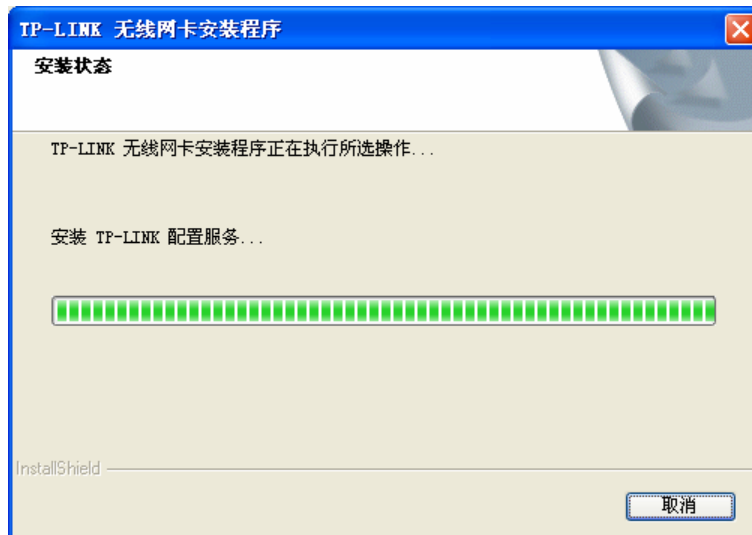 TP-LINK 无线网卡安装程序
安装状态
TP-LINK 无线网卡安装程序正在执行所选操作...
安装 TP-LINK 配置服务...
InstallShield
取消